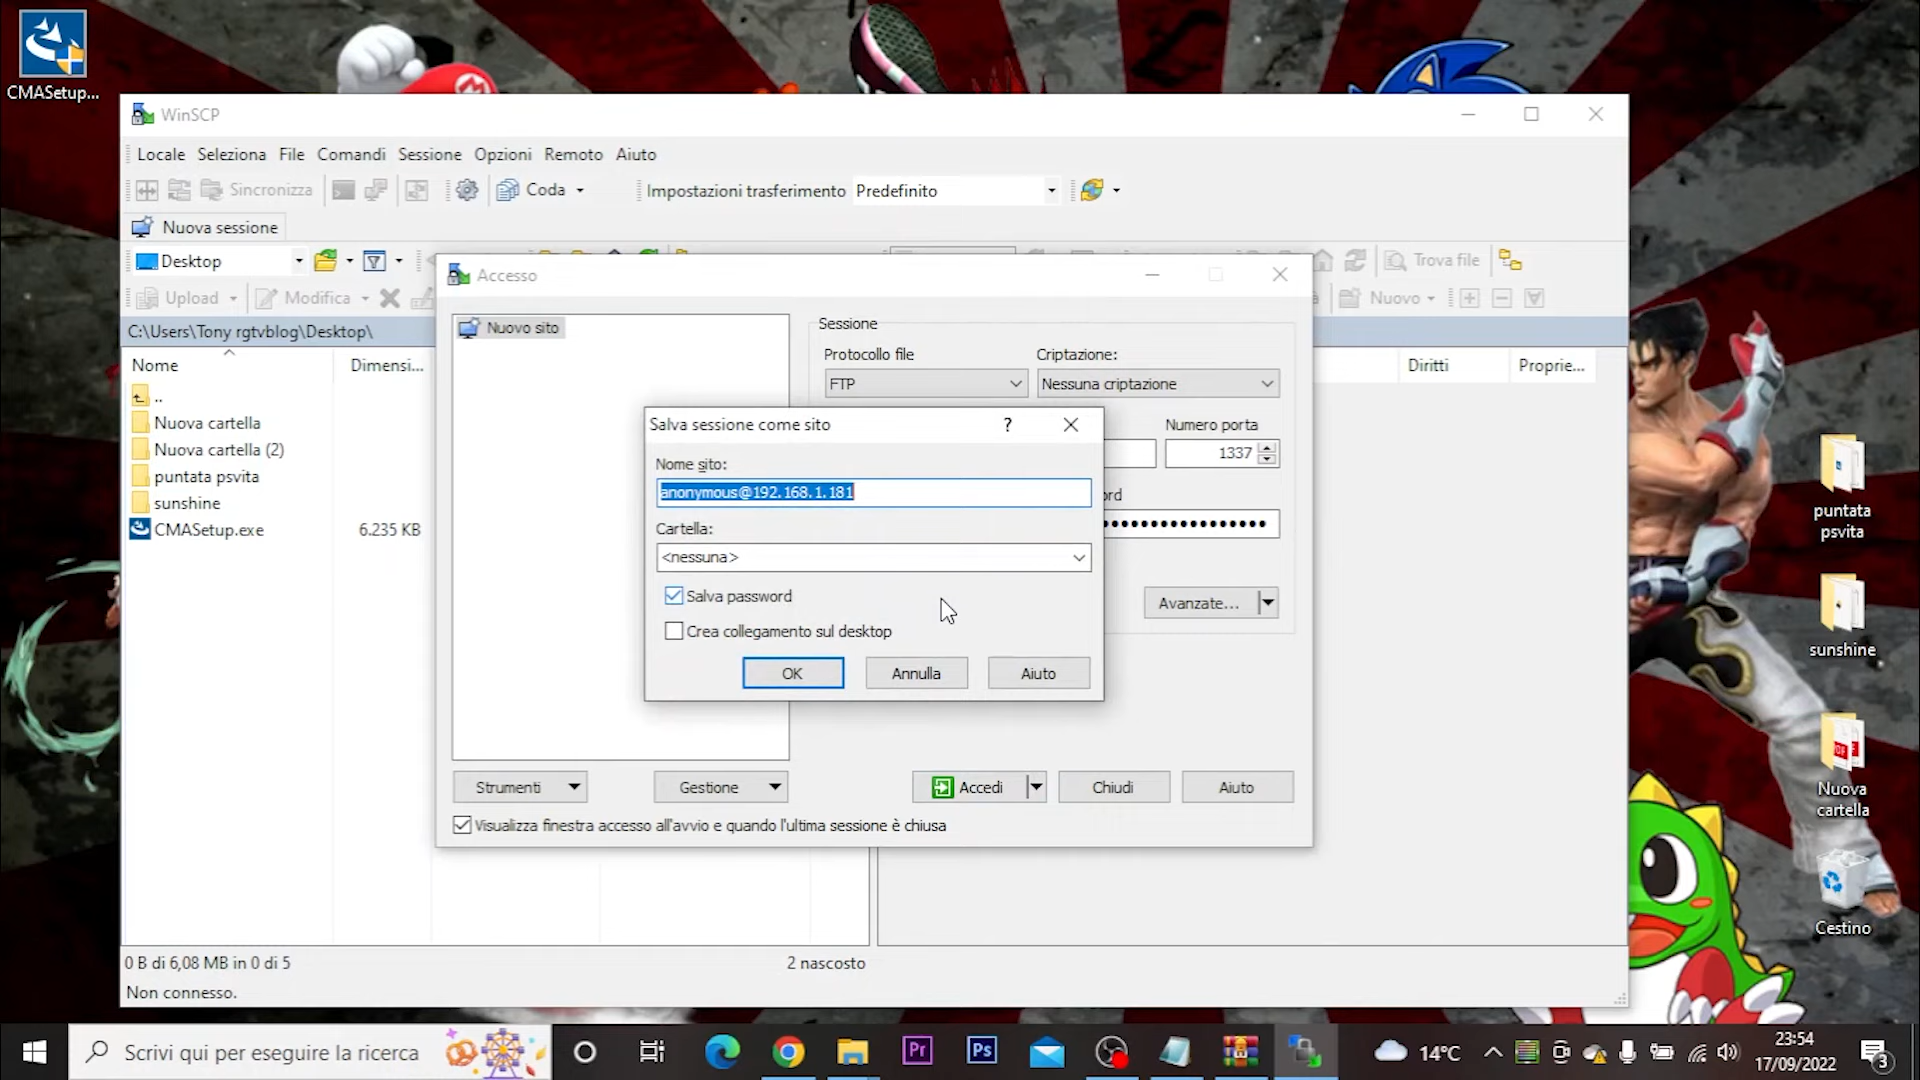 CMASetup...
WinSCP
Locale Seleziona File Comandi Sessione Opzioni Remoto Aiuto
Sincronizza Coda Impostazioni trasferimento Predefinito
Nuova sessione
Desktop
Trova file
Upload Modifica
Nuovo
C:\Users\Tony rgtvblog\Desktop\
Nome Dimensi...
Diritti Proprie...
..
Nuova cartella
Nuova cartella (2)
puntata psvita
sunshine
CMASetup.exe 6.235 KB
Accesso
Nuovo sito
Sessione
Protocollo file Criptazione:
FTP Nessuna criptazione
Numero porta
1337
ord
Avanzate...
Salva sessione come sito ?
Nome sito:
anonymous@192.168.1.181
Cartella:
<nessuna>
Salva password
Crea collegamento sul desktop
OK Annulla Aiuto
Strumenti Gestione Accedi Chiudi Aiuto
Visualizza finestra accesso all'avvio e quando l'ultima sessione è chiusa
0 B di 6,08 MB in 0 di 5 2 nascosto
Non connesso.
puntata
psvita
sunshine
Nuova
cartella
Cestino
Scrivi qui per eseguire la ricerca
Pr
Ps
14°C
23:54
17/09/2022
3